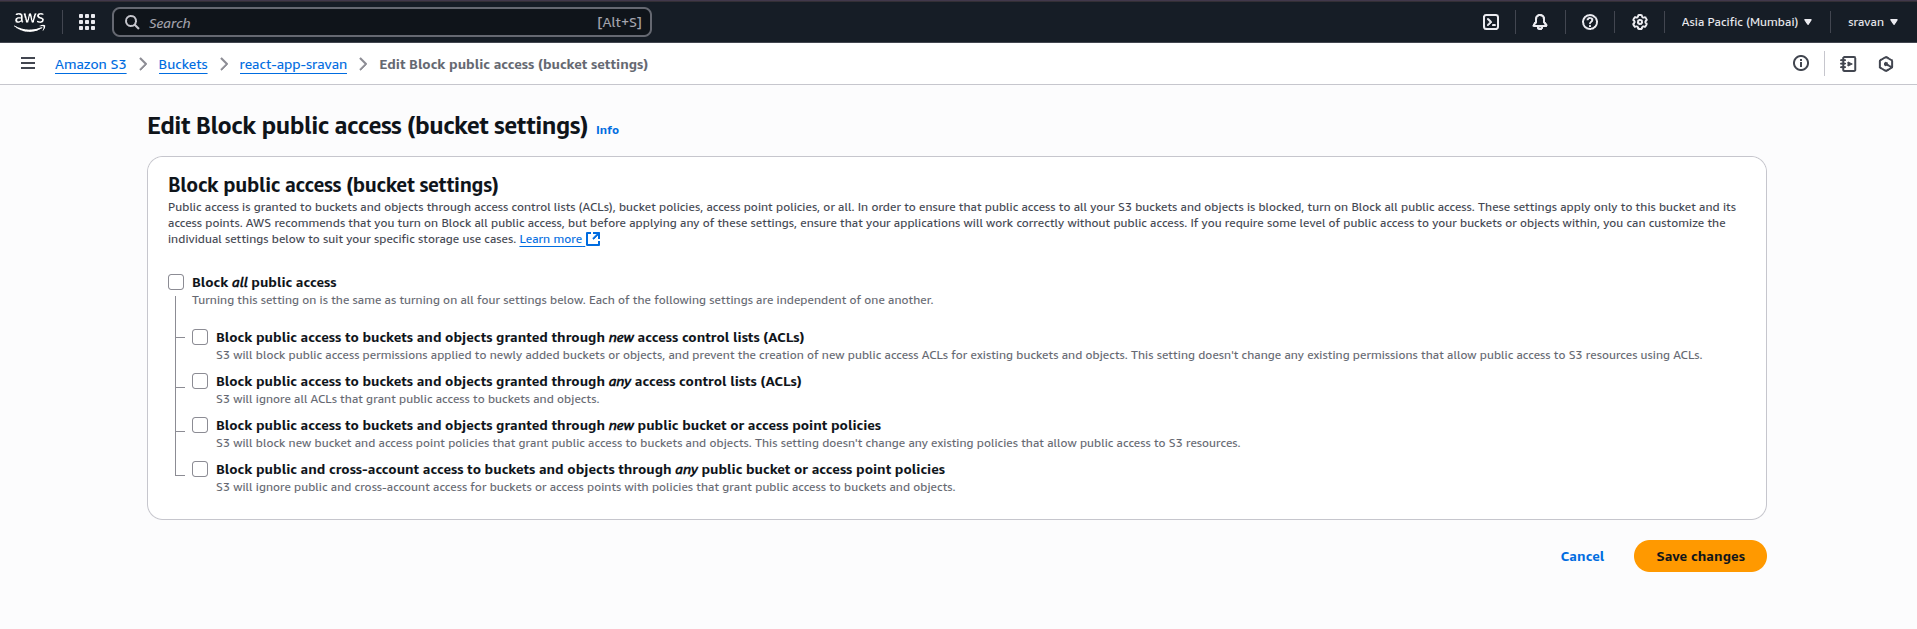 aws
Search [Alt+S]
Asia Pacific (Mumbai) sravan
Amazon S3 Buckets react-app-sravan Edit Block public access (bucket settings)
Edit Block public access (bucket settings) Info
Block public access (bucket settings)
Public access is granted to buckets and objects through access control lists (ACLs), bucket policies, access point policies, or all. In order to ensure that public access to all your S3 buckets and objects is blocked, turn on Block all public access. These settings apply only to this bucket and its
access points. AWS recommends that you turn on Block all public access, but before applying any of these settings, ensure that your applications will work correctly without public access. If you require some level of public access to your buckets or objects within, you can customize the
individual settings below to suit your specific storage use cases. Learn more
Block all public access
Turning this setting on is the same as turning on all four settings below. Each of the following settings are independent of one another.
Block public access to buckets and objects granted through new access control lists (ACLs)
S3 will block public access permissions applied to newly added buckets or objects, and prevent the creation of new public access ACLs for existing buckets and objects. This setting doesn't change any existing permissions that allow public access to S3 resources using ACLs.
Block public access to buckets and objects granted through any access control lists (ACLs)
S3 will ignore all ACLs that grant public access to buckets and objects.
Block public access to buckets and objects granted through new public bucket or access point policies
S3 will block new bucket and access point policies that grant public access to buckets and objects. This setting doesn't change any existing policies that allow public access to S3 resources.
Block public and cross-account access to buckets and objects through any public bucket or access point policies
S3 will ignore public and cross-account access for buckets or access points with policies that grant public access to buckets and objects.
Cancel Save changes